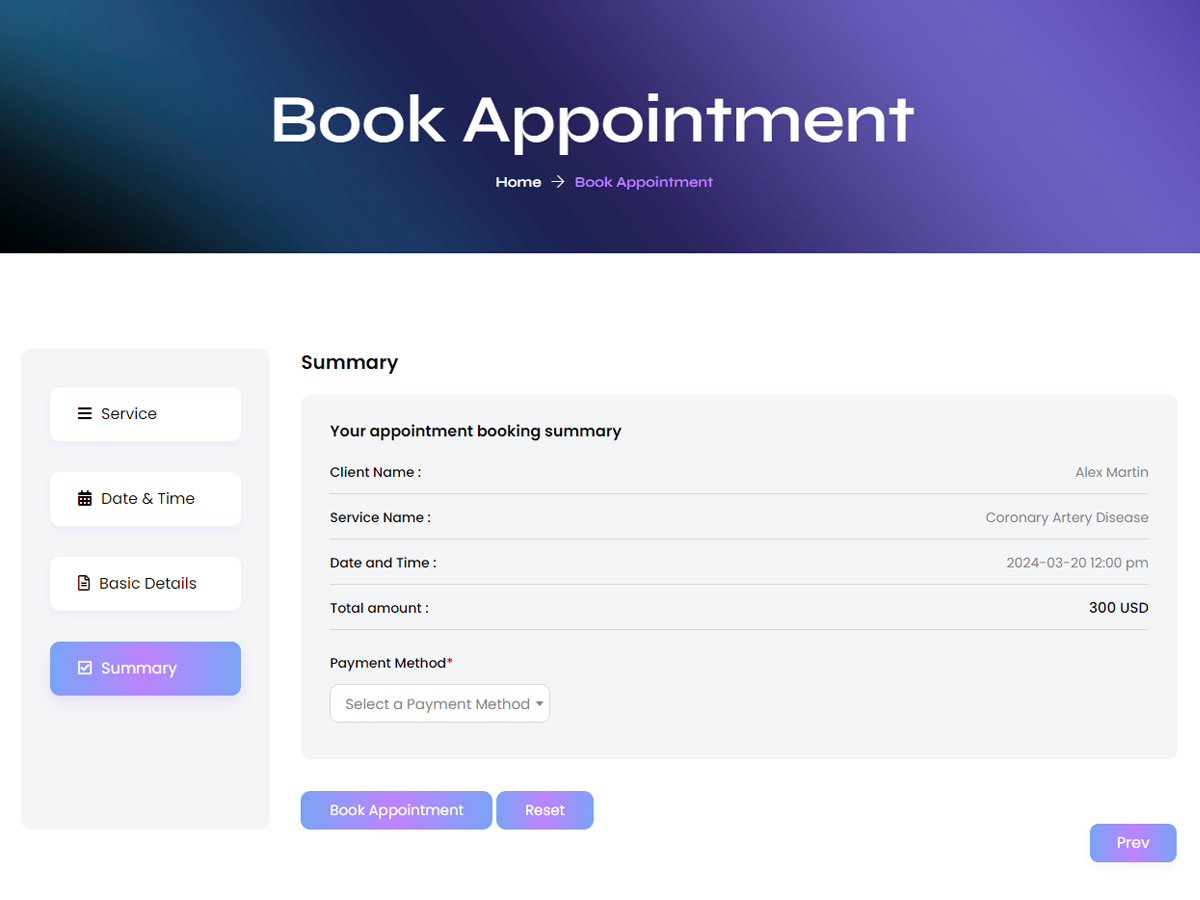 Book Appointment
Home → Book Appointment
Service
Date & Time
Basic Details
Summary
Summary
Your appointment booking summary
Client Name : Alex Martin
Service Name : Coronary Artery Disease
Date and Time : 2024-03-20 12:00 pm
Total amount : 300 USD
Payment Method*
Select a Payment Method
Book Appointment Reset
Prev